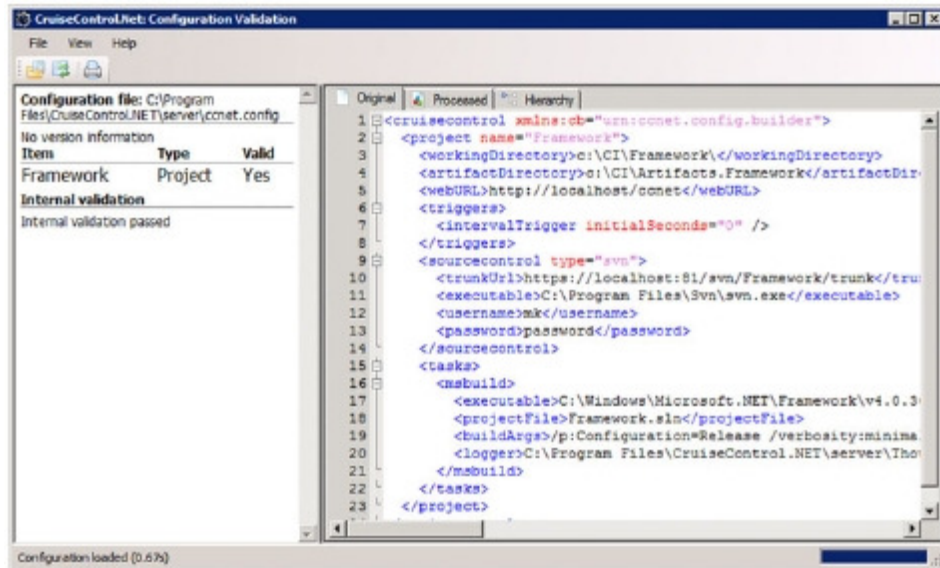 CruiseControl.Net: Configuration Validation
File View Help
Configuration file: C:\Program
Files\CruiseControl.NET\server\ccnet.config
No version information
Item Type Valid
Framework Project Yes
Internal validation
Internal validation passed
Original Processed Hierarchy
1 <cruisecontrol xmlns:cb="urn:ccnet.config.builder">
2 <project name="Framework">
3 <workingDirectory>c:\CI\Framework\</workingDirectory>
4 <artifactDirectory>c:\CI\Artifacts.Framework</artifactDir
5 <webURL>http://localhost/ccnet</webURL>
6 <triggers>
7 <intervalTrigger initialSeconds="0" />
8 </triggers>
9 <sourcecontrol type="svn">
10 <trunkUrl>https://localhost:81/svn/Framework/trunk</tru
11 <executable>C:\Program Files\Svn\svn.exe</executable>
12 <username>mk</username>
13 <password>password</password>
14 </sourcecontrol>
15 <tasks>
16 <msbuild>
17 <executable>C:\Windows\Microsoft.NET\Framework\v4.0.3
18 <projectFile>Framework.sln</projectFile>
19 <buildArgs>/p:Configuration=Release /verbosity:minima
20 <logger>C:\Program Files\CruiseControl.NET\server\Tho
21 </msbuild>
22 </tasks>
23 </project>
Configuration loaded (0.67s)